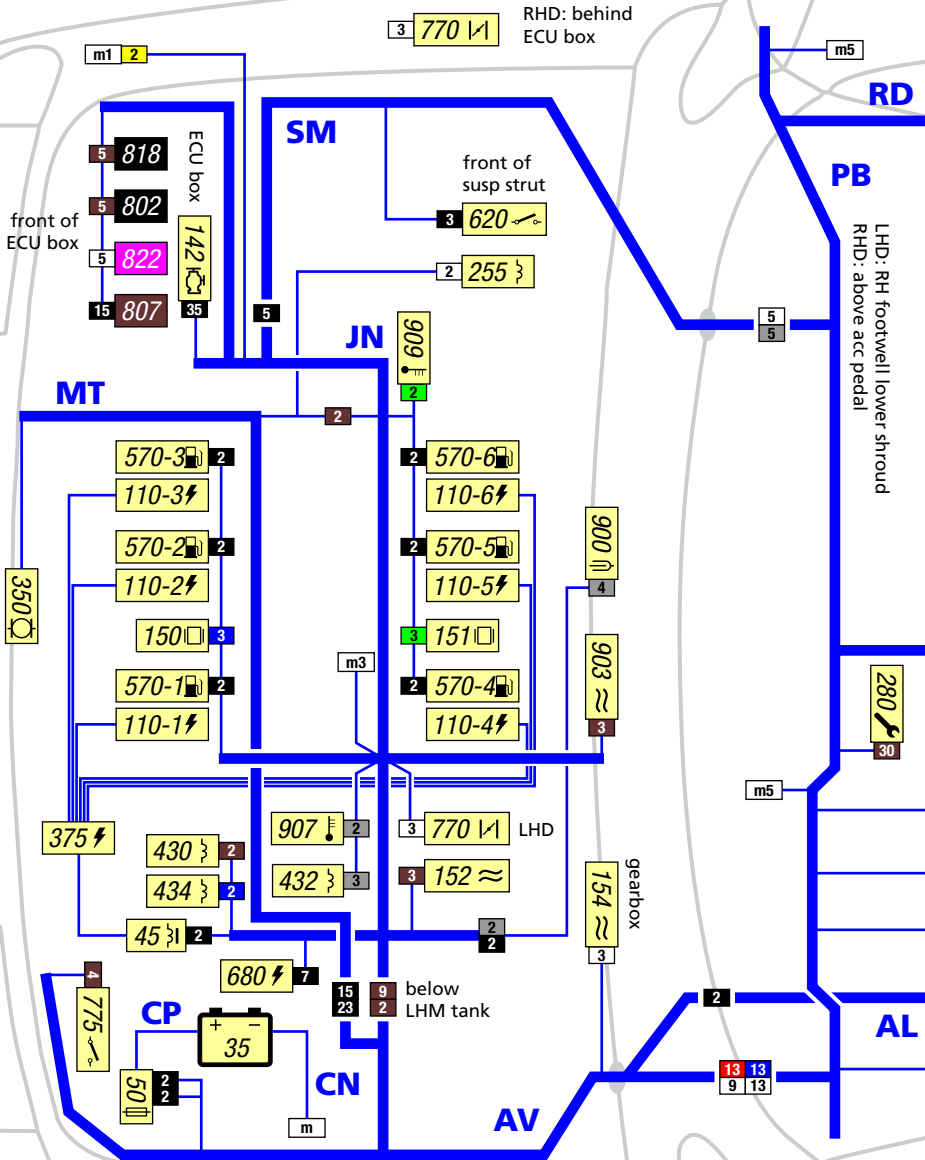 3 770
RHD: behind
ECU box
m1 2
m5
RD
SM
PB
5 818
5 802
5 822
15 807
front of
ECU box
ECU box
142
35
front of
susp strut
3 620
2 255
5
JN
909
2
5
5
LHD: RH footwell lower shroud
RHD: above acc pedal
MT
2
570-3 2
110-3
2 570-6
110-6
570-2 2
110-2
2 570-5
110-5
900
4
350
150 3
3 151
m3
903
3
570-1 2
110-1
2 570-4
110-4
280
30
m5
375
907 2
3 770
LHD
430 2
434 2
432 3
3 152
154
3
gearbox
45 2
2
2
680 7
4
775
15
23
9
2
below
LHM tank
2
CP
+ −
35
AL
50
2
2
CN
m
AV
13 13
9 13